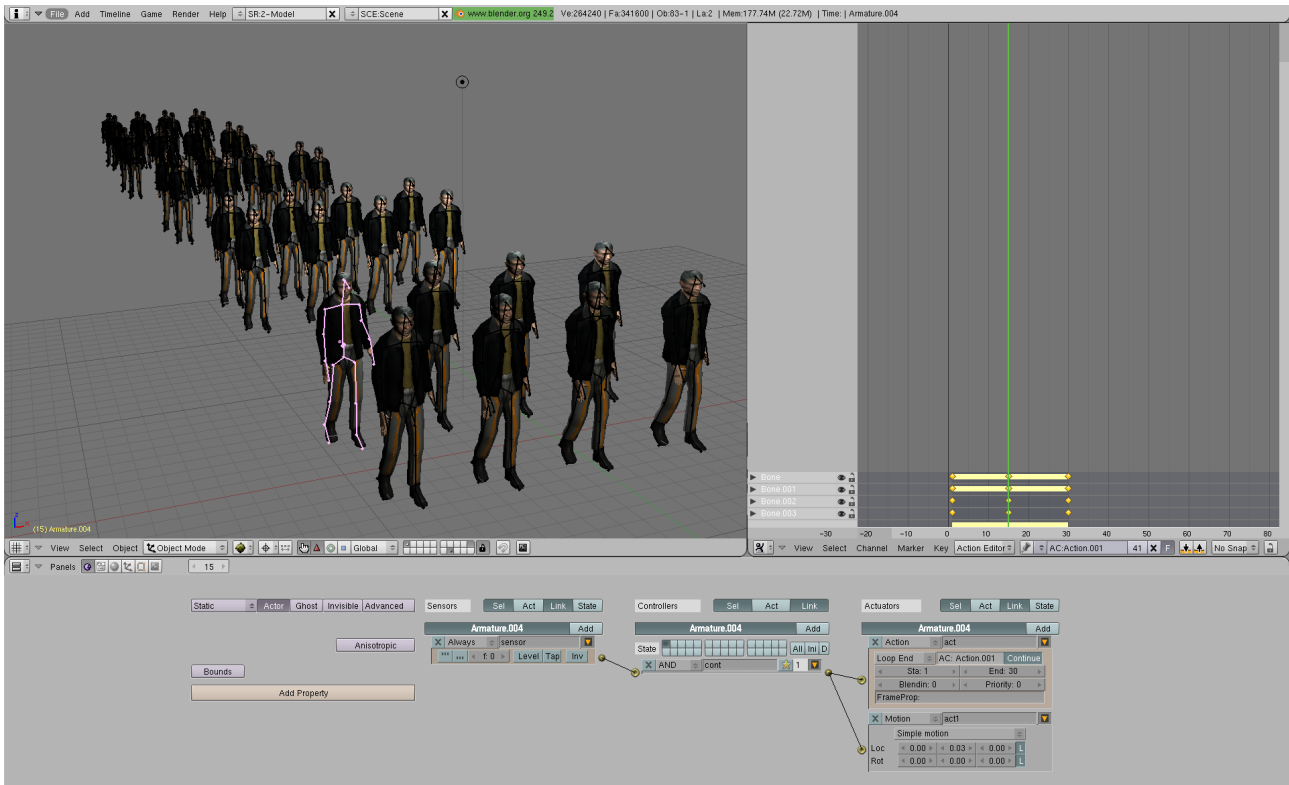 File Add Timeline Game Render Help SR:2-Model X SCE:Scene X www.blender.org 249.2 Ve:264240 | Fa:341600 | Ob:83-1 | La:2 | Mem:177.74M (22.72M) | Time: | Armature.004
(15) Armature.004
Bone
Bone.001
Bone.002
Bone.003
-30 -20 -10 0 10 20 30 40 50 60 70 80
View Select Object Object Mode Global
View Select Channel Marker Key Action Editor AC:Action.001 41 X F No Snap
Panels 15
Static Actor Ghost Invisible Advanced
Anisotropic
Bounds
Add Property
Sensors Sel Act Link State
Armature.004 Add
X Always sensor
f: 0 Level Tap Inv
Controllers Sel Act Link
Armature.004 Add
State All Ini D
X AND cont 1
Actuators Sel Act Link State
Armature.004 Add
X Action act
Loop End AC: Action.001 Continue
Sta: 1 End: 30
Blendin: 0 Priority: 0
FrameProp:
X Motion act1
Simple motion
Loc 0.00 0.03 0.00 L
Rot 0.00 0.00 0.00 L